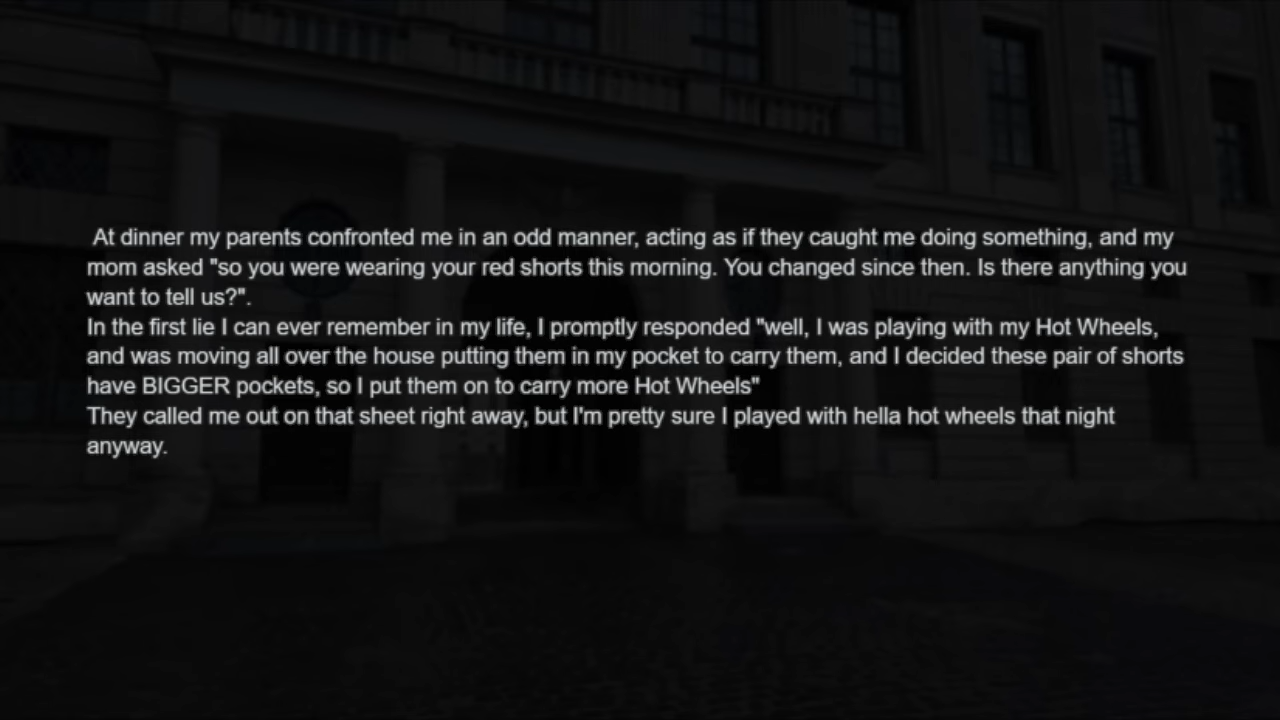 At dinner my parents confronted me in an odd manner, acting as if they caught me doing something, and my
mom asked "so you were wearing your red shorts this morning. You changed since then. Is there anything you
want to tell us?".
In the first lie I can ever remember in my life, I promptly responded "well, I was playing with my Hot Wheels,
and was moving all over the house putting them in my pocket to carry them, and I decided these pair of shorts
have BIGGER pockets, so I put them on to carry more Hot Wheels"
They called me out on that sheet right away, but I'm pretty sure I played with hella hot wheels that night
anyway.